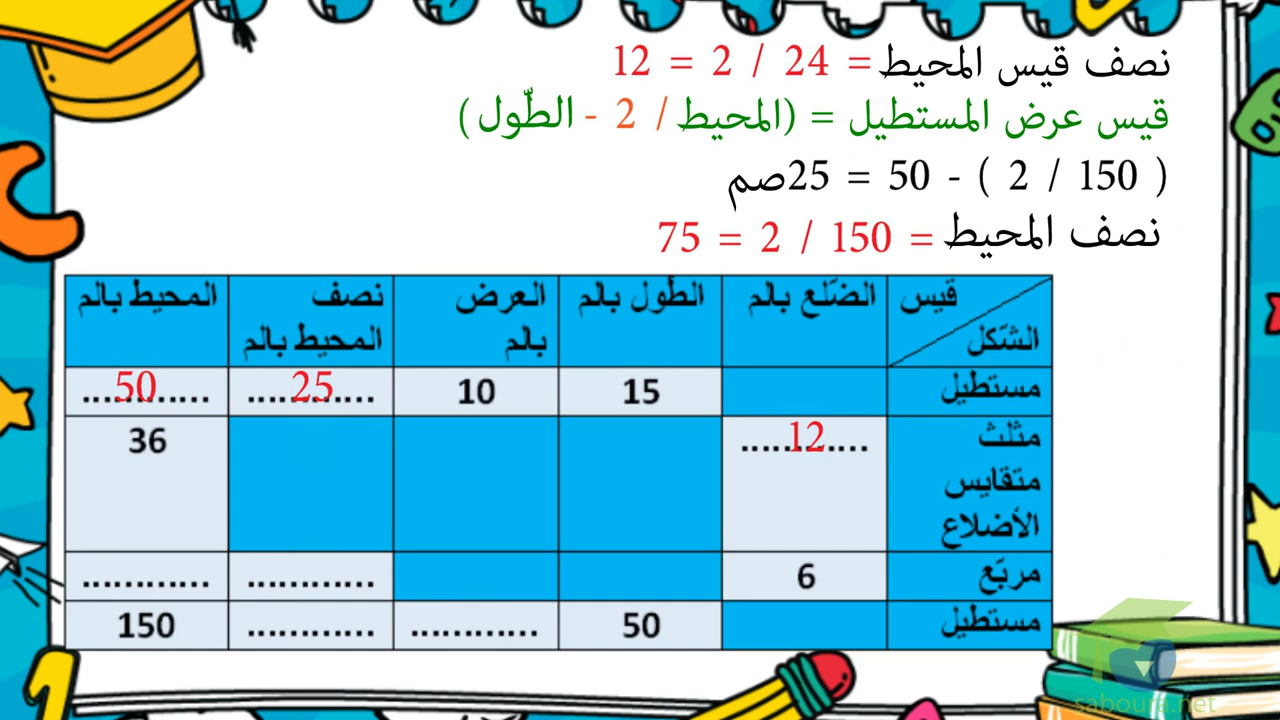 نصف قيس المحيط = 24 / 2 = 12
قيس عرض المستطيل = (المحيط / 2 - الطّول )
( 150 / 2 ) - 50 = 25صم
نصف المحيط = 150 / 2 = 75
قيس الشّكل | الضّلع بالم | الطّول بالم | العرض بالم | نصف المحيط بالم | المحيط بالم
مستطيل | | 15 | 10 | ............ 25 | ............ 50
مثلث متقايس الأضلاع | ............ 12 | | | | 36
مربّع | 6 | | | ............ | ............
مستطيل | | 50 | ............ | ............ | 150
saboura.net